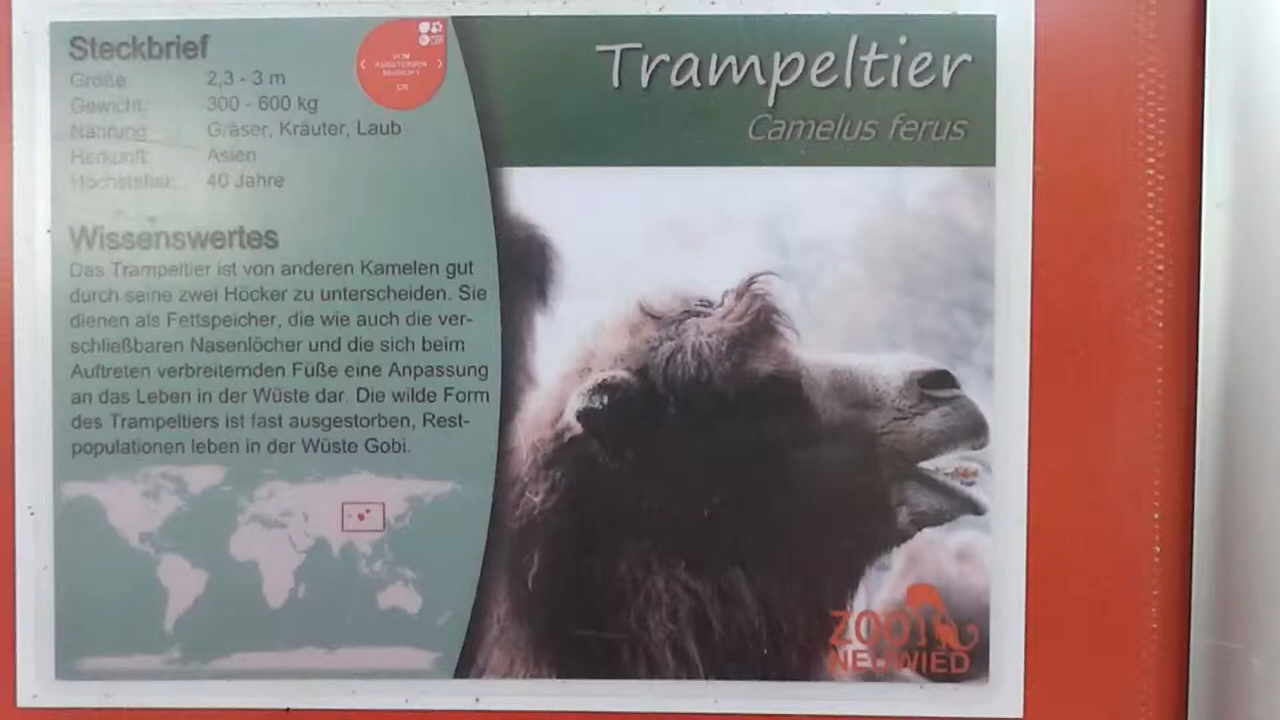 Steckbrief
Größe: 2,3 - 3 m
Gewicht: 300 - 600 kg
Nahrung: Gräser, Kräuter, Laub
Herkunft: Asien
Höchstalter: 40 Jahre
VOM
AUSSTERBEN
BEDROHT
CR
Trampeltier
Camelus ferus
Wissenswertes
Das Trampeltier ist von anderen Kamelen gut
durch seine zwei Höcker zu unterscheiden. Sie
dienen als Fettspeicher, die wie auch die ver-
schließbaren Nasenlöcher und die sich beim
Auftreten verbreiternden Füße eine Anpassung
an das Leben in der Wüste dar. Die wilde Form
des Trampeltiers ist fast ausgestorben, Rest-
populationen leben in der Wüste Gobi.
ZOO
NEUWIED